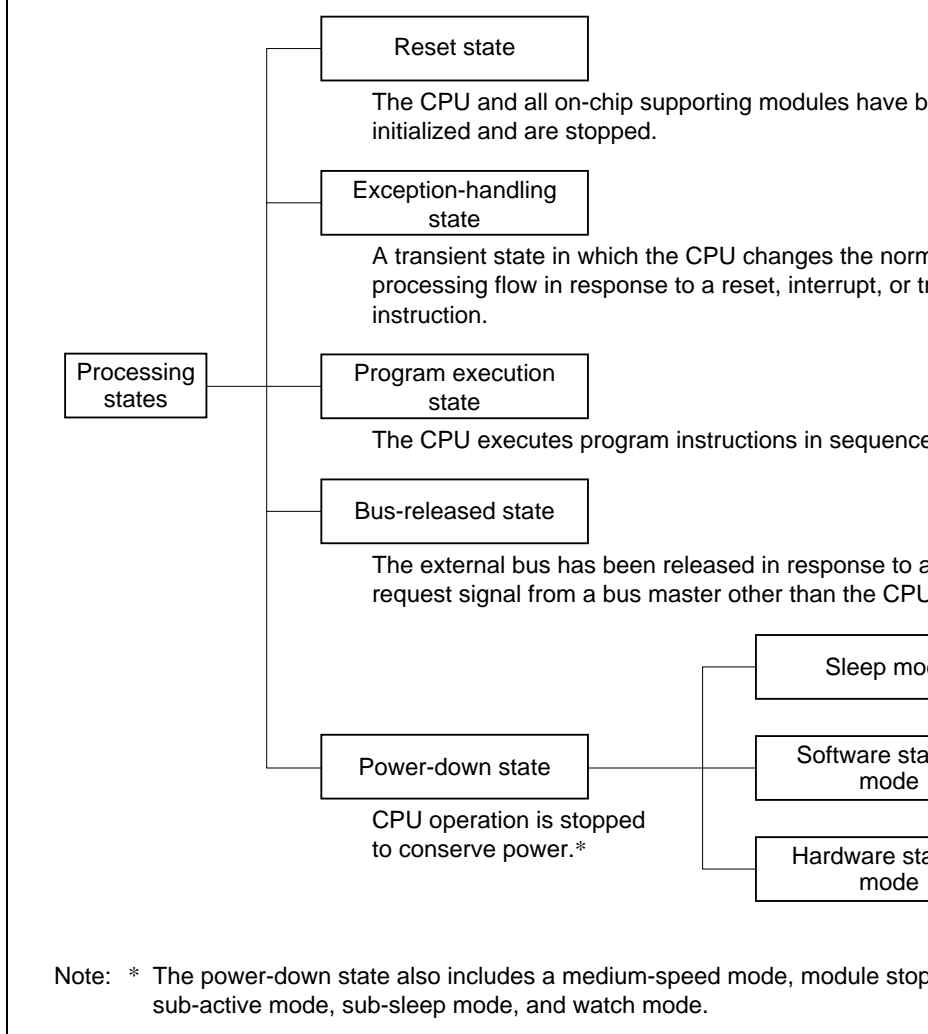 Reset state
The CPU and all on-chip supporting modules have
initialized and are stopped.
Exception-handling
state
A transient state in which the CPU changes the
processing flow in response to a reset, interrupt, or
instruction.
Processing
states
Program execution
state
The CPU executes program instructions in sequence
Bus-released state
The external bus has been released in response to
request signal from a bus master other than the CPU
Sleep
Power-down state
Software
mode
CPU operation is stopped
to conserve power.*
Hardware
mode
Note: * The power-down state also includes a medium-speed mode, module stop
sub-active mode, sub-sleep mode, and watch mode.